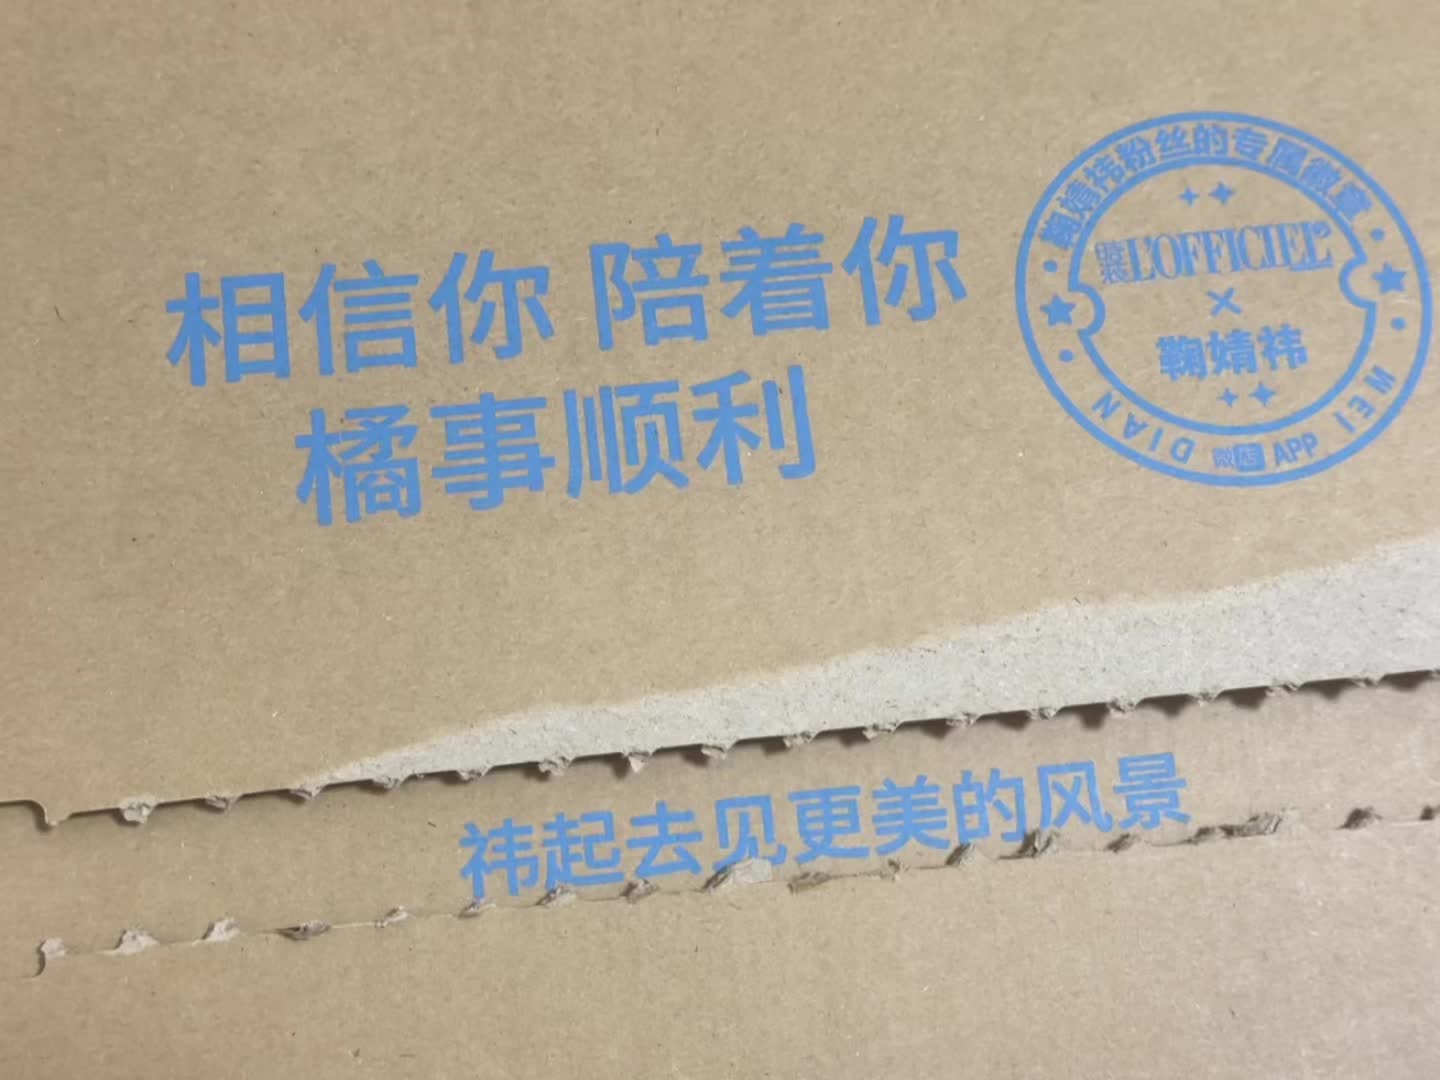 相信你 陪着你
橘事顺利
鞠婧祎粉丝的专属徽章
L'OFFICIEL
×
鞠婧祎
WEI DIAN
微店 APP
祎起去见更美的风景